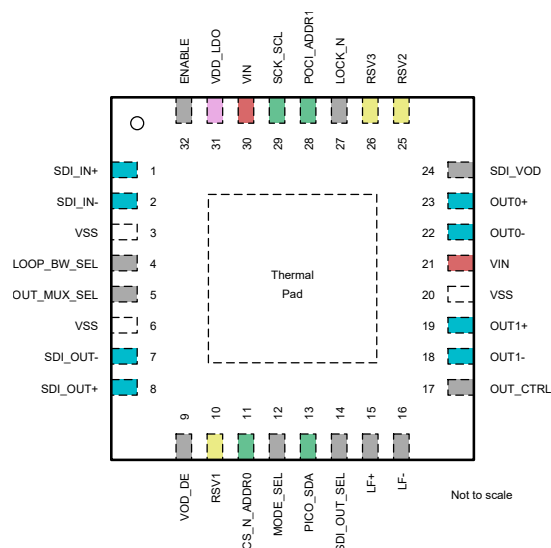 ENABLE
VDD_LDO
VIN
SCK_SCL
POCI_ADDR1
LOCK_N
RSV3
RSV2
32
31
30
29
28
27
26
25
SDI_IN+ 1
SDI_IN- 2
VSS 3
LOOP_BW_SEL 4
OUT_MUX_SEL 5
VSS 6
SDI_OUT- 7
SDI_OUT+ 8
Thermal
Pad
24 SDI_VOD
23 OUT0+
22 OUT0-
21 VIN
20 VSS
19 OUT1+
18 OUT1-
17 OUT_CTRL
9
10
11
12
13
14
15
16
VOD_DE
RSV1
CS_N_ADDR0
MODE_SEL
PICO_SDA
SDI_OUT_SEL
LF+
LF-
Not to scale